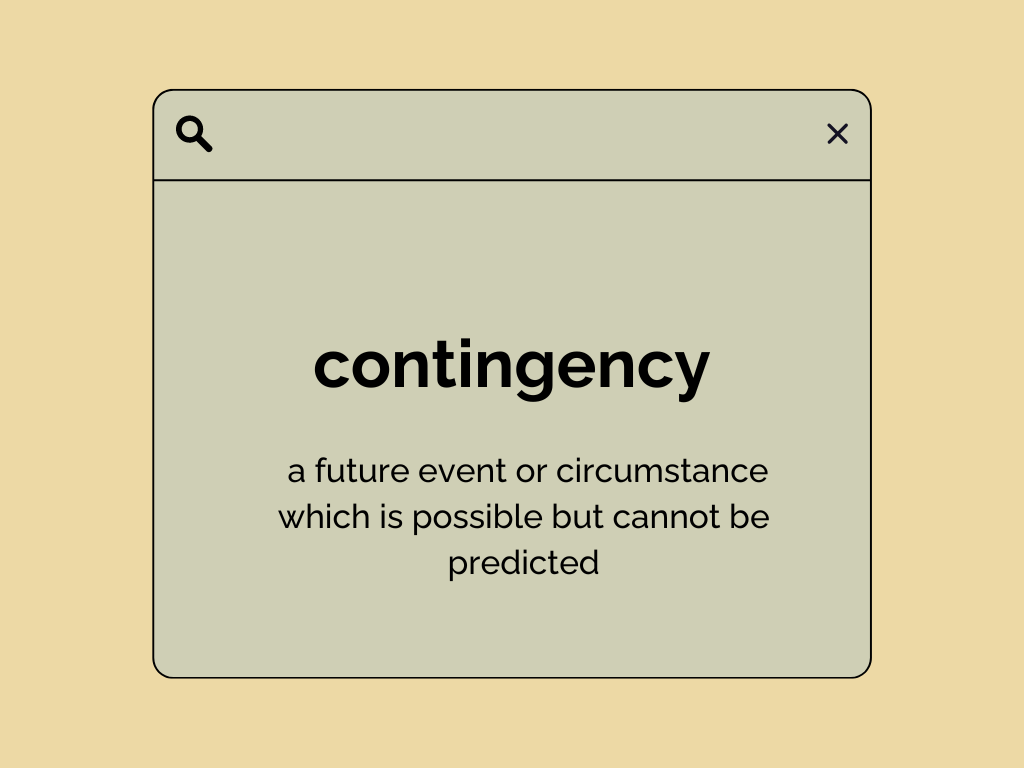 contingency
a future event or circumstance
which is possible but cannot be
predicted